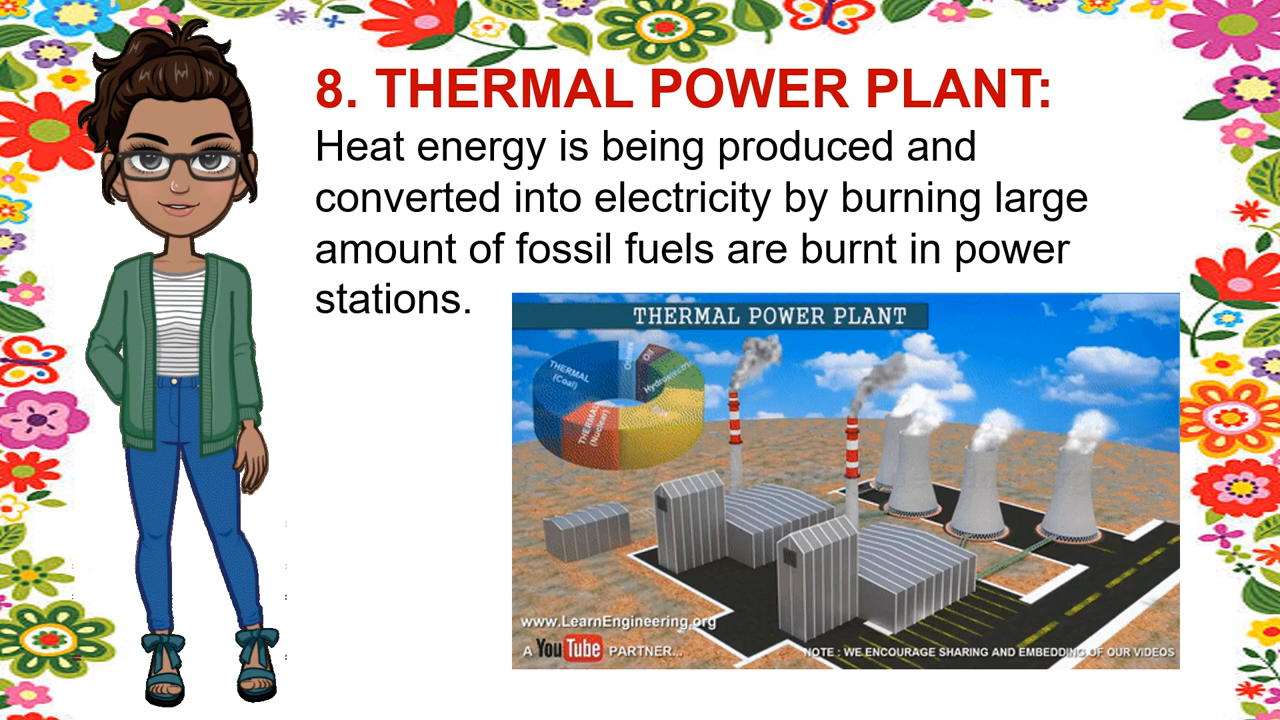 8. THERMAL POWER PLANT:
Heat energy is being produced and
converted into electricity by burning large
amount of fossil fuels are burnt in power
stations.
THERMAL POWER PLANT
THERMAL
(Coal)
Others
Oil
Hydroelectric
THERMAL
(Nuclear)
www.LearnEngineering.org
A YouTube PARTNER...
NOTE : WE ENCOURAGE SHARING AND EMBEDDING OF OUR VIDEOS